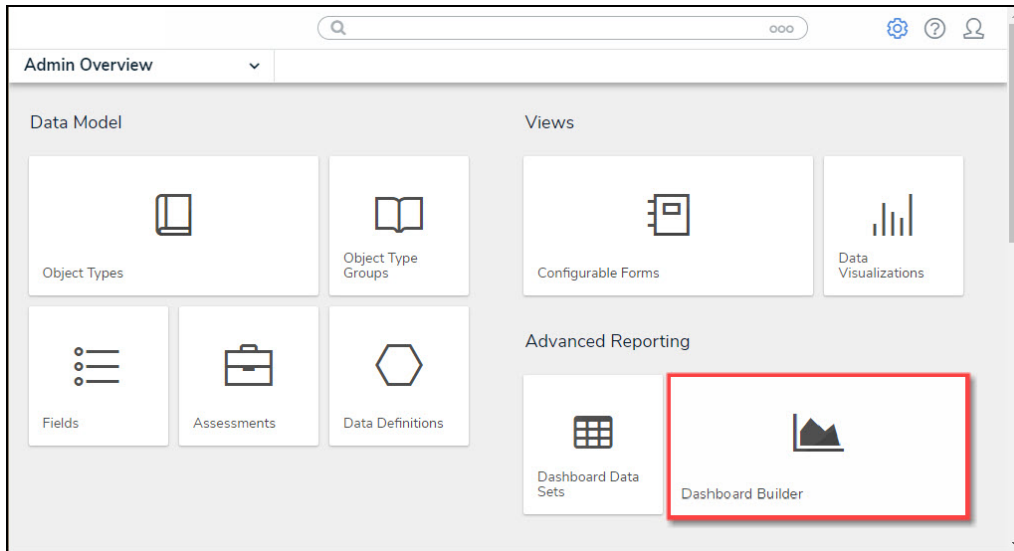 ooo
Admin Overview
Data Model
Object Types
Object Type
Groups
Fields
Assessments
Data Definitions
Views
Configurable Forms
Data
Visualizations
Advanced Reporting
Dashboard Data
Sets
Dashboard Builder